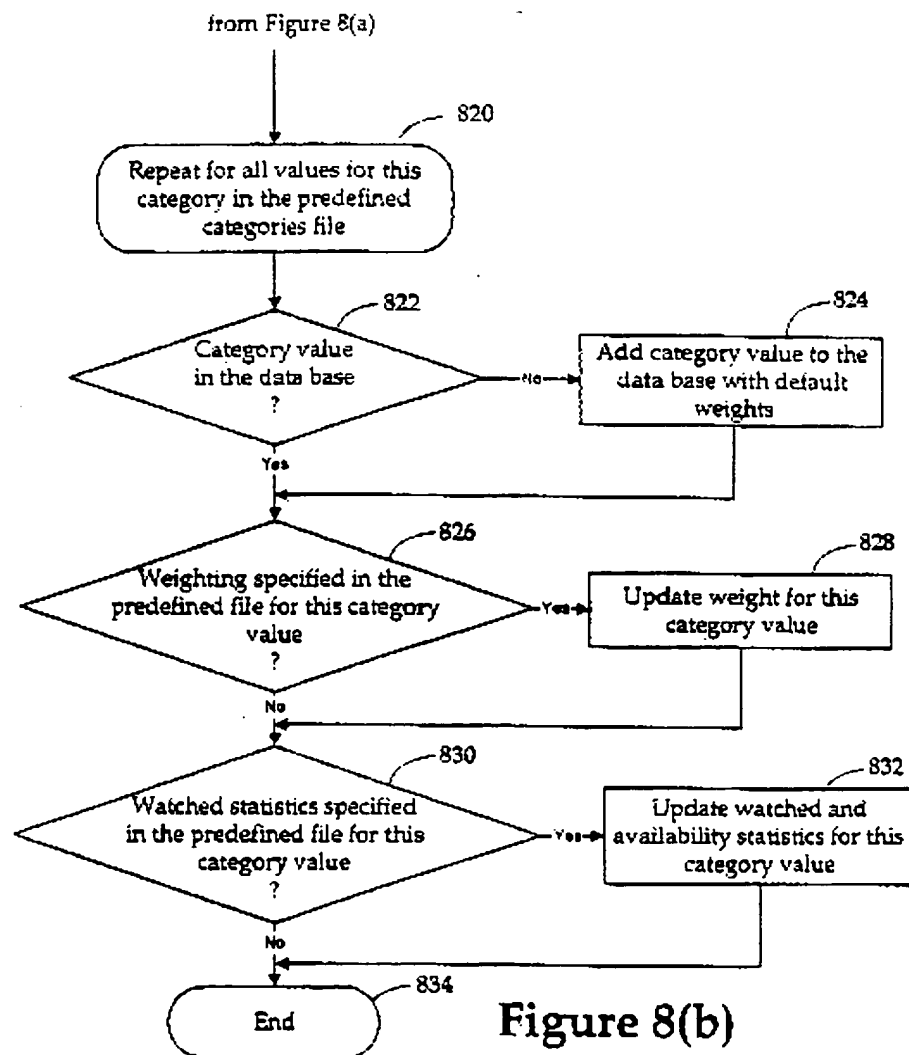 from Figure 8(a)
820
Repeat for all values for this
category in the predefined
categories file
822
Category value
in the data base
?
No
824
Add category value to the
data base with default
weights
Yes
826
Weighting specified in the
predefined file for this category
value
?
Yes
828
Update weight for this
category value
No
830
Watched statistics specified
in the predefined file for this
category value
?
Yes
832
Update watched and
availability statistics for this
category value
No
834
End
Figure 8(b)